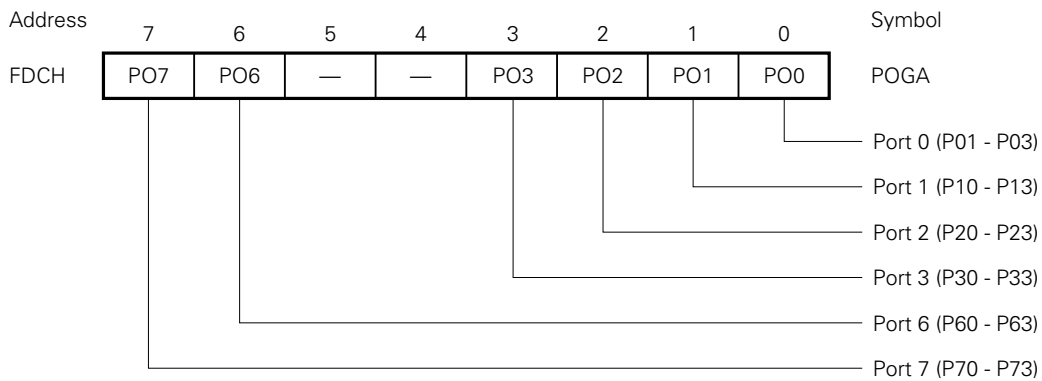 Address 7 6 5 4 3 2 1 0 Symbol
FDCH PO7 PO6 — — PO3 PO2 PO1 PO0 POGA
Port 0 (P01 - P03)
Port 1 (P10 - P13)
Port 2 (P20 - P23)
Port 3 (P30 - P33)
Port 6 (P60 - P63)
Port 7 (P70 - P73)